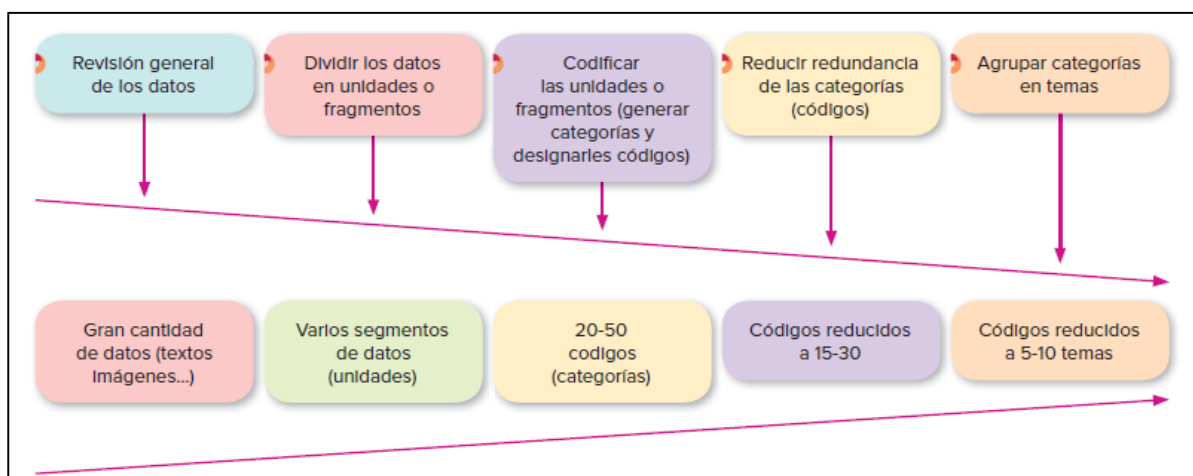 Revisión general
de los datos
Dividir los datos
en unidades o
fragmentos
Codificar
las unidades o
fragmentos (generar
categorías y
designarles códigos)
Reducir redundancia
de las categorías
(códigos)
Agrupar categorías
en temas
Gran cantidad
de datos (textos
imágenes...)
Varios segmentos
de datos
(unidades)
20-50
codigos
(categorías)
Códigos reducidos
a 15-30
Códigos reducidos
a 5-10 temas